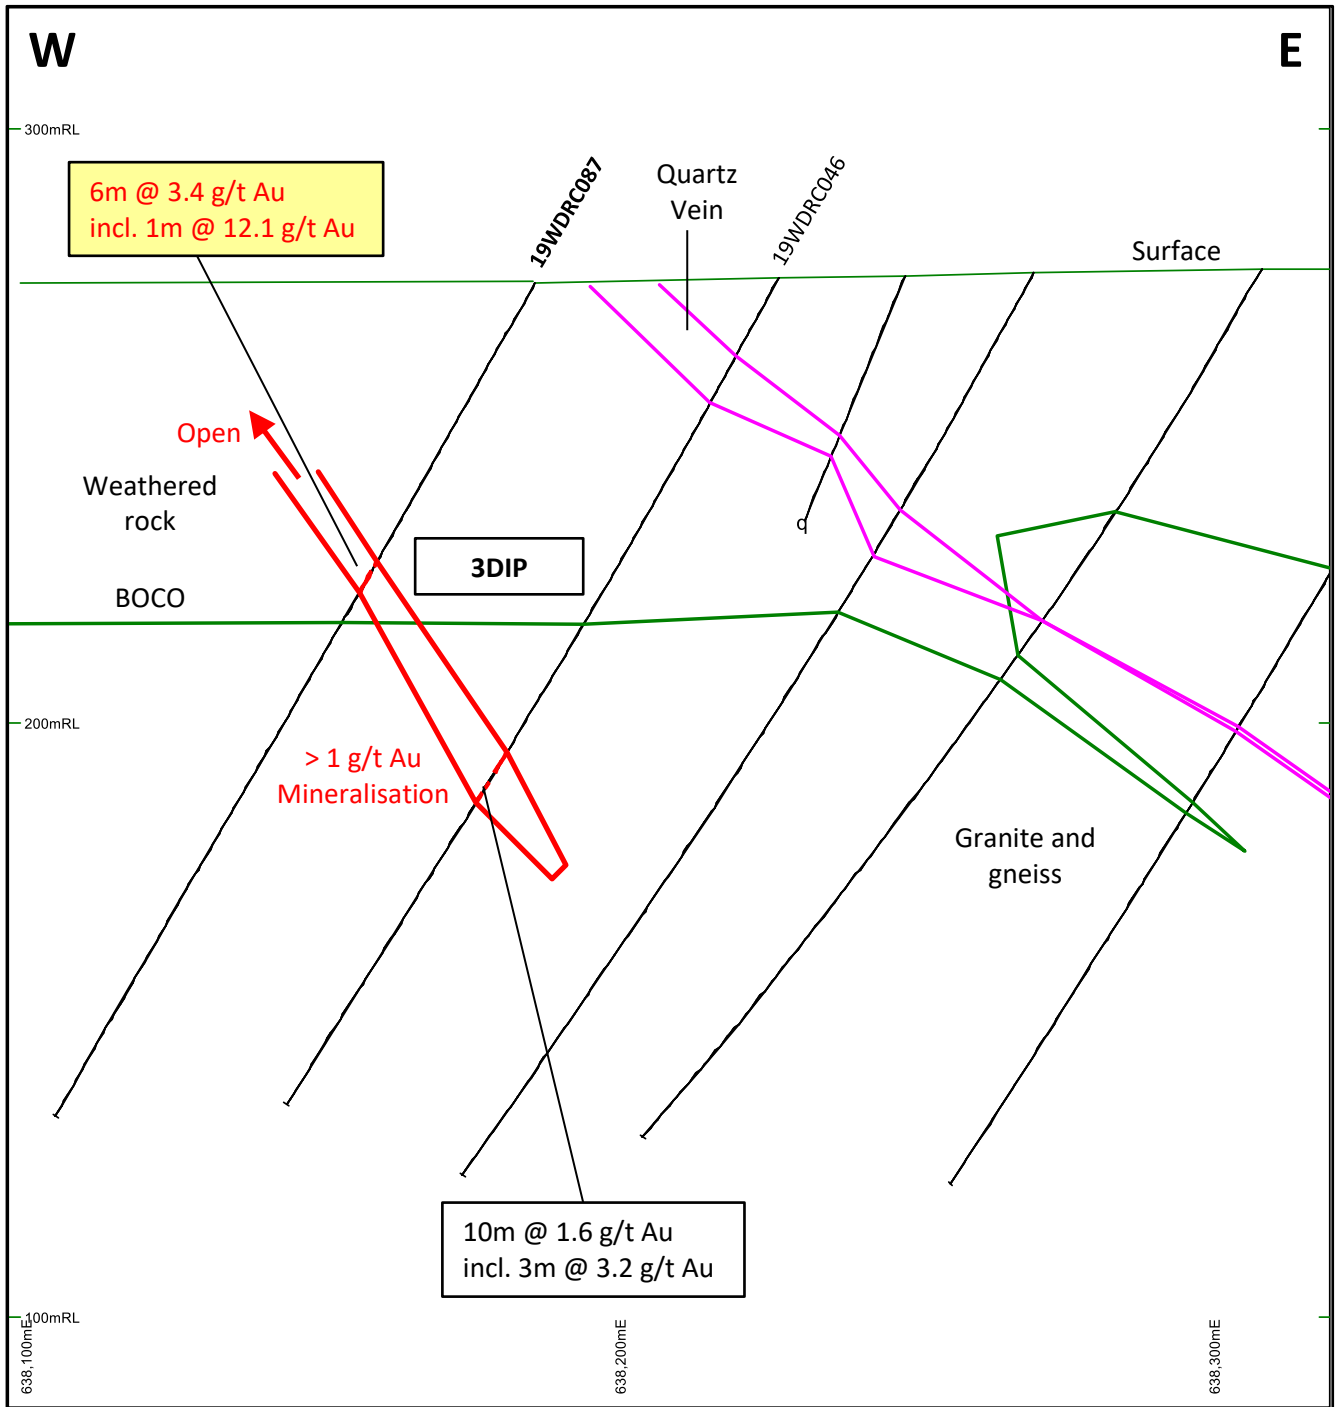 W
E
300mRL
6m @ 3.4 g/t Au
incl. 1m @ 12.1 g/t Au
19WDRC087
Quartz
Vein
19WDRC046
Surface
Open
Weathered
rock
q
3DIP
BOCO
200mRL
> 1 g/t Au
Mineralisation
Granite and
gneiss
10m @ 1.6 g/t Au
incl. 3m @ 3.2 g/t Au
100mRL
638,100mE
638,200mE
638,300mE